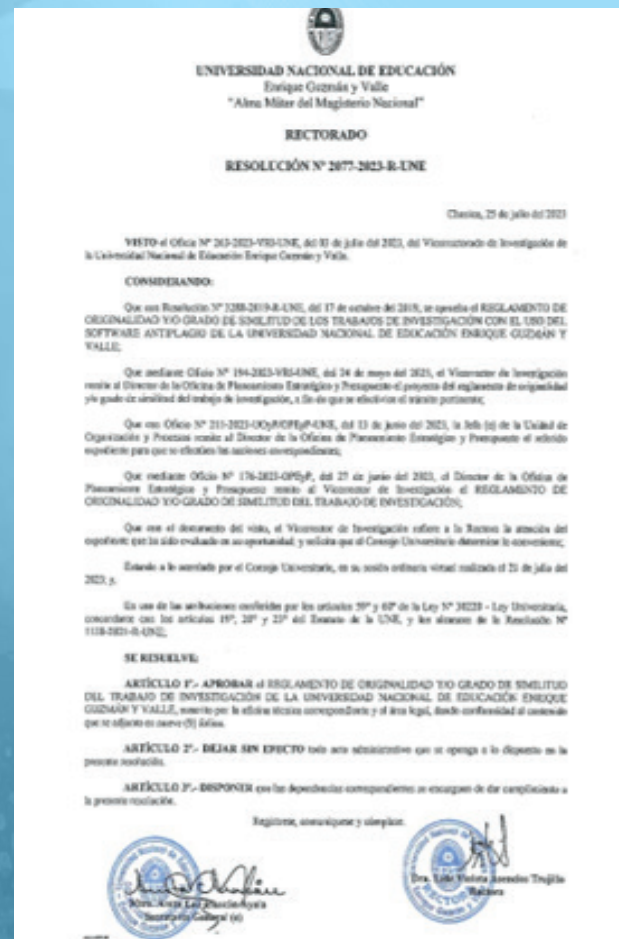 UNIVERSIDAD NACIONAL DE EDUCACIÓN
Enrique Guzmán y Valle
"Alma Máter del Magisterio Nacional"
RECTORADO
RESOLUCIÓN N° 2077-2023-R-UNE
Chosica, 25 de julio del 2023
VISTO el Oficio N° 263-2023-VRI-UNE, del 03 de julio del 2023, del Vicerrectorado de Investigación de
la Universidad Nacional de Educación Enrique Guzmán y Valle.
CONSIDERANDO:
Que con Resolución N° 3288-2019-R-UNE, del 17 de octubre del 2019, se aprueba el REGLAMENTO DE
ORIGINALIDAD Y/O GRADO DE SIMILITUD DE LOS TRABAJOS DE INVESTIGACIÓN CON EL USO DEL
SOFTWARE ANTIPLAGIO DE LA UNIVERSIDAD NACIONAL DE EDUCACIÓN ENRIQUE GUZMÁN Y
VALLE;
Que mediante Oficio N° 194-2023-VRI-UNE, del 24 de mayo del 2023, el Vicerrector de Investigación
remite al Director de la Oficina de Planeamiento Estratégico y Presupuesto el proyecto del reglamento de originalidad
y/o grado de similitud del trabajo de investigación, a fin de que se efectivice el trámite pertinente;
Que con Oficio N° 211-2023-UOyP/OPEyP-UNE, del 13 de junio del 2023, la Jefa (e) de la Unidad de
Organización y Procesos remite al Director de la Oficina de Planeamiento Estratégico y Presupuesto el referido
expediente para que se efectúen las acciones correspondientes;
Que mediante Oficio N° 176-2023-OPEyP, del 27 de junio del 2023, el Director de la Oficina de
Planeamiento Estratégico y Presupuesto remite al Vicerrector de Investigación el REGLAMENTO DE
ORIGINALIDAD Y/O GRADO DE SIMILITUD DEL TRABAJO DE INVESTIGACIÓN;
Que con el documento del visto, el Vicerrector de Investigación refiere a la Rectora la atención del
expediente que ha sido evaluado en su oportunidad; y solicita que el Consejo Universitario determine lo conveniente;
Estando a lo acordado por el Consejo Universitario, en su sesión ordinaria virtual realizada el 21 de julio del
2023; y,
En uso de las atribuciones conferidas por los artículos 59° y 60° de la Ley N° 30220 - Ley Universitaria,
concordante con los artículos 19°, 20° y 23° del Estatuto de la UNE, y los alcances de la Resolución N°
1138-2021-R-UNE;
SE RESUELVE:
ARTÍCULO 1°.- APROBAR el REGLAMENTO DE ORIGINALIDAD Y/O GRADO DE SIMILITUD
DEL TRABAJO DE INVESTIGACIÓN DE LA UNIVERSIDAD NACIONAL DE EDUCACIÓN ENRIQUE
GUZMÁN Y VALLE, suscrito por la oficina técnica correspondiente y el área legal, dando conformidad al contenido
que se adjunta en nueve (9) folios.
ARTÍCULO 2°.- DEJAR SIN EFECTO todo acto administrativo que se oponga a lo dispuesto en la
presente resolución.
ARTÍCULO 3°.- DISPONER que las dependencias correspondientes se encarguen de dar cumplimiento a
la presente resolución.
Regístrese, comuníquese y cúmplase.
Dra. Lida Violeta Asencios Trujillo
Rectora
Mtra. Anita Luz
Secretaria General (e)